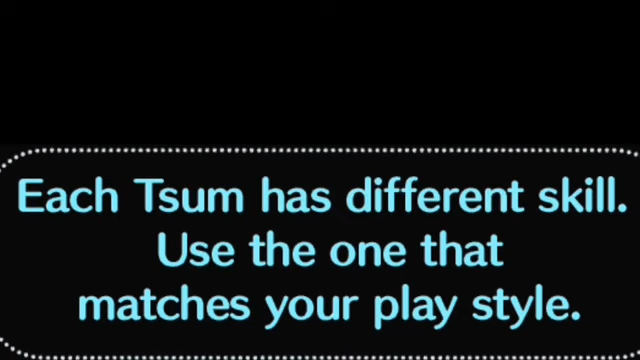 Each Tsum has different skill.
Use the one that
matches your play style.